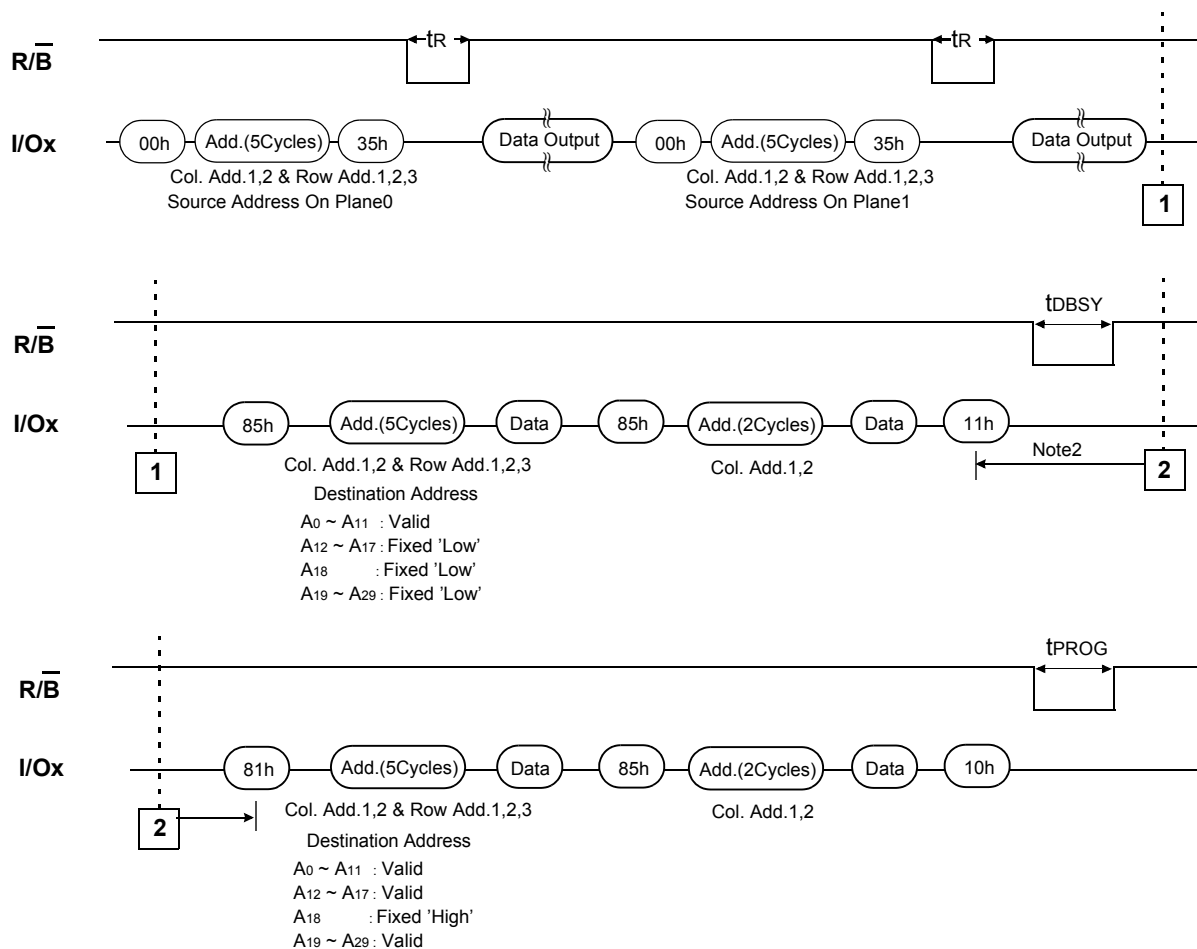 tR tR
R/B
I/Ox 00h Add.(5Cycles) 35h Data Output 00h Add.(5Cycles) 35h Data Output
Col. Add.1,2 & Row Add.1,2,3 Col. Add.1,2 & Row Add.1,2,3
Source Address On Plane0 Source Address On Plane1
1
tDBSY
R/B
I/Ox 85h Add.(5Cycles) Data 85h Add.(2Cycles) Data 11h
Note2
1 Col. Add.1,2 & Row Add.1,2,3 Col. Add.1,2 2
Destination Address
A0 ~ A11 : Valid
A12 ~ A17 : Fixed ’Low’
A18 : Fixed ’Low’
A19 ~ A29 : Fixed ’Low’
tPROG
R/B
I/Ox 81h Add.(5Cycles) Data 85h Add.(2Cycles) Data 10h
2 Col. Add.1,2 & Row Add.1,2,3 Col. Add.1,2
Destination Address
A0 ~ A11 : Valid
A12 ~ A17 : Valid
A18 : Fixed ’High’
A19 ~ A29 : Valid